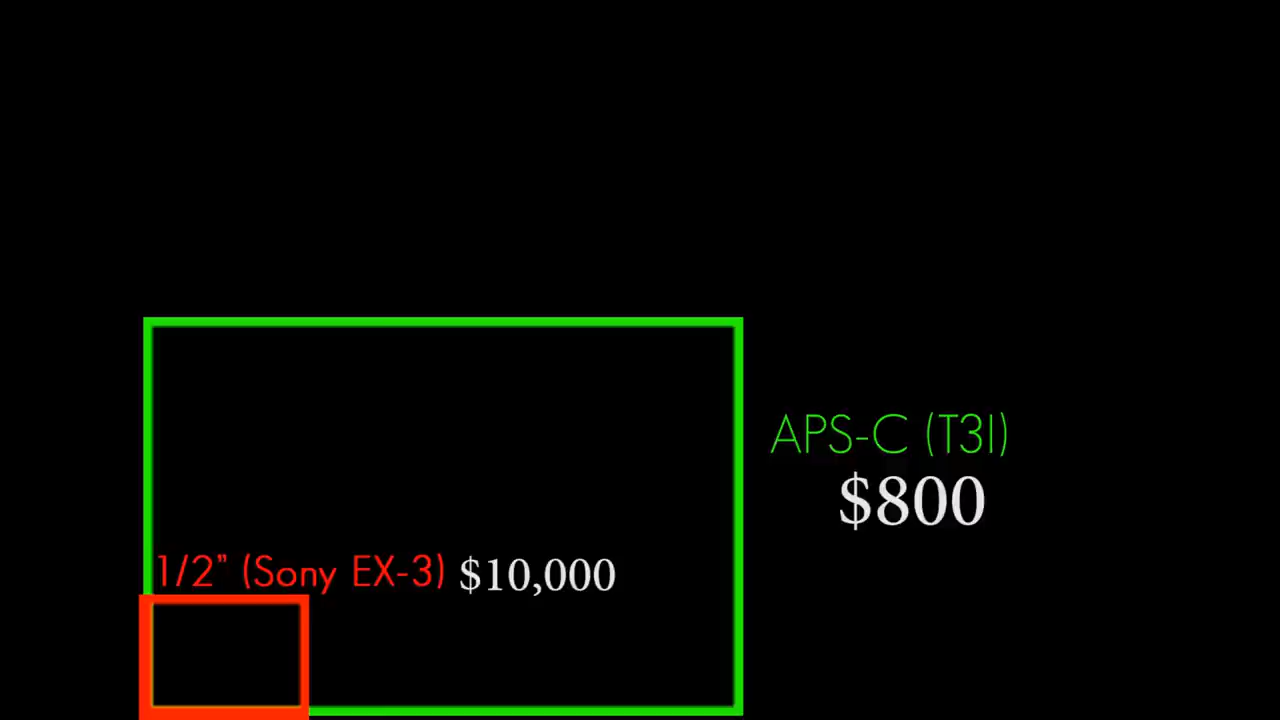 APS-C (T3I)
$800
1/2" (Sony EX-3) $10,000